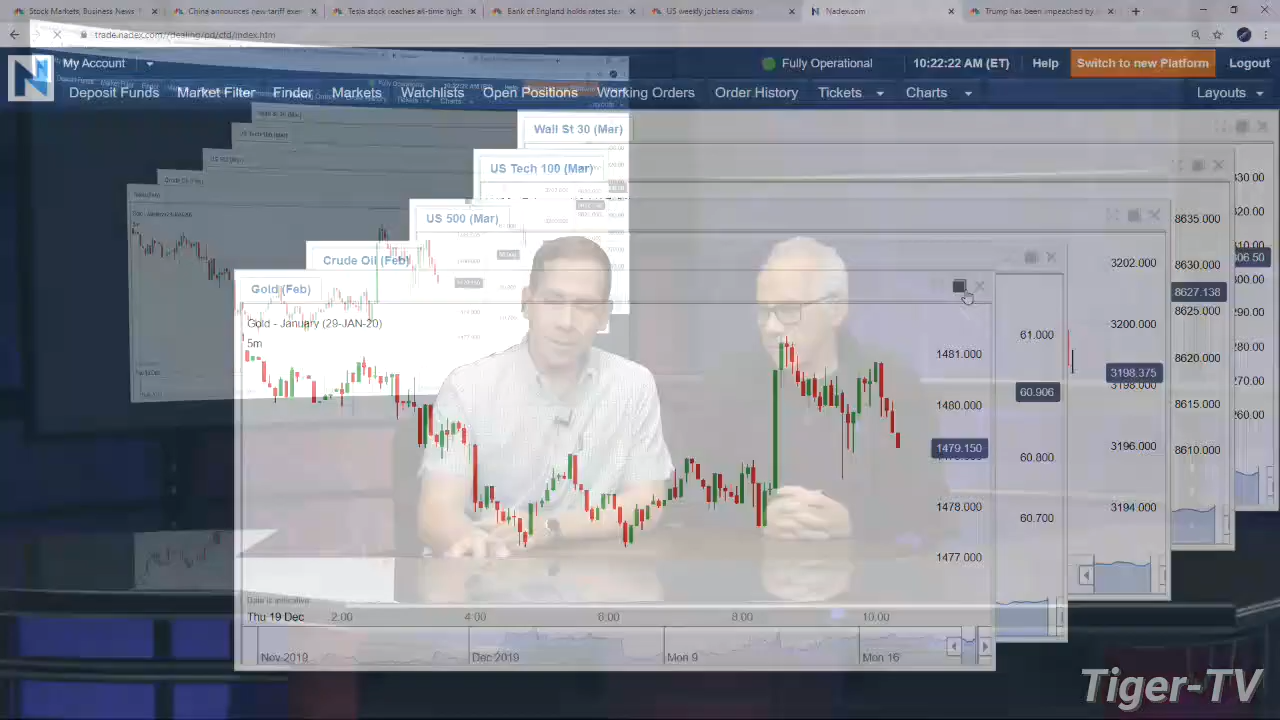 Stock Markets, Business News
China announces new tariff exem
Tesla stock reaches all-time high
Bank of England holds rates stea
US weekly jobless claims
Nadex.com
Trump has been impeached by
trade.nadex.com//dealing/pd/cfd/index.htm
My Account
Fully Operational
10:22:22 AM (ET)
Help
Switch to new Platform
Logout
Deposit Funds
Market Filter
Finder
Markets
Watchlists
Open Positions
Working Orders
Order History
Tickets
Charts
Layouts
Wall St 30 (Mar)
US Tech 100 (Mar)
US 500 (Mar)
Crude Oil (Feb)
Gold (Feb)
Gold - January (29-JAN-20)
5m
1481.000
1480.000
1479.150
1478.000
1477.000
61.000
60.906
60.800
60.700
3202.000
3200.000
3198.375
3198.000
3196.000
3194.000
8635.000
8630.000
8627.138
8625.000
8620.000
8615.000
8610.000
Data is indicative
Thu 19 Dec
2:00
4:00
6:00
8:00
10:00
Nov 2019
Dec 2019
Mon 9
Mon 16
Tiger-TV